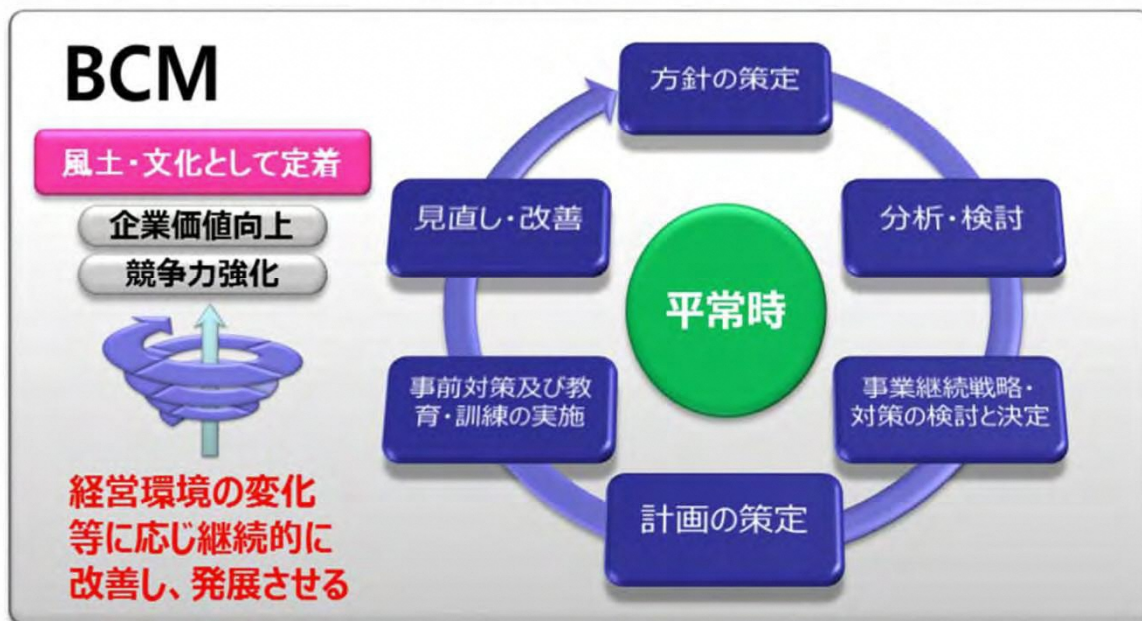 BCM
風土・文化として定着
企業価値向上
競争力強化
経営環境の変化
等に応じ継続的に
改善し、発展させる
方針の策定
分析・検討
事業継続戦略・
対策の検討と決定
計画の策定
事前対策及び教
育・訓練の実施
見直し・改善
平常時